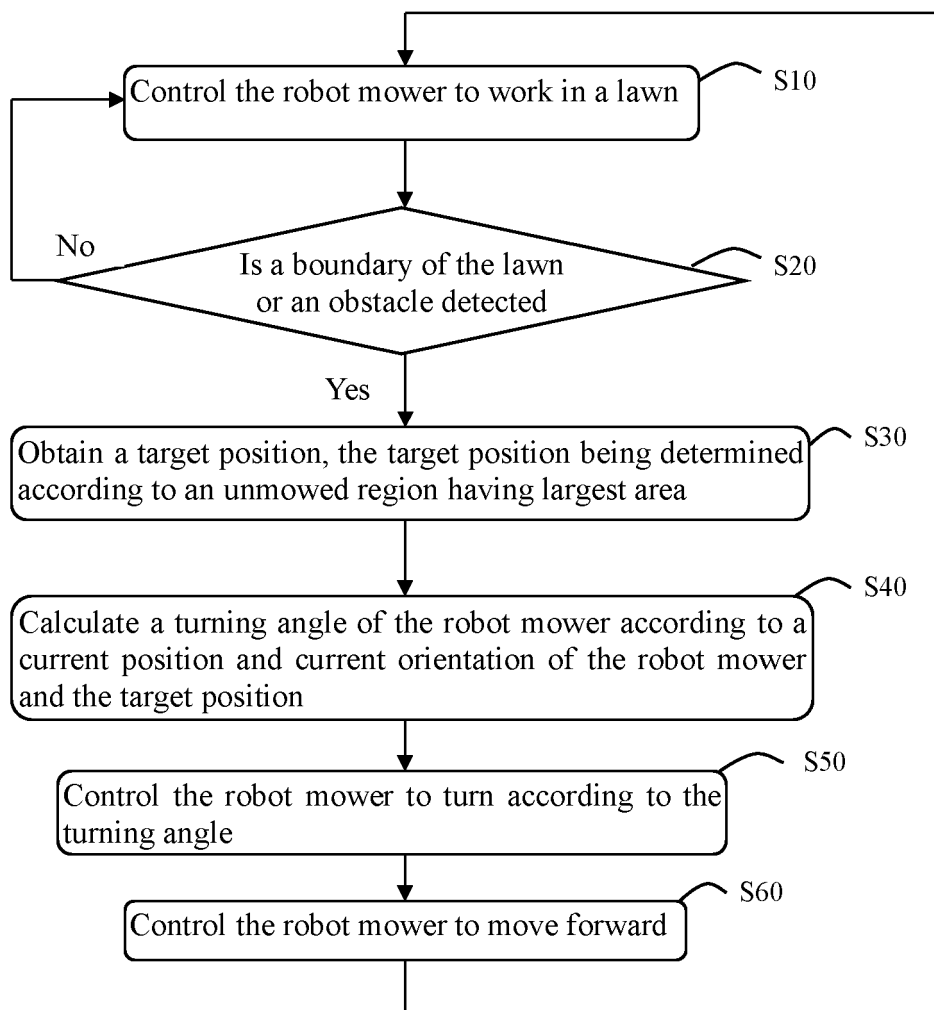 Control the robot mower to work in a lawn
S10
No
Is a boundary of the lawn
or an obstacle detected
S20
Yes
Obtain a target position, the target position being determined
according to an unmowed region having largest area
S30
Calculate a turning angle of the robot mower according to a
current position and current orientation of the robot mower
and the target position
S40
Control the robot mower to turn according to the
turning angle
S50
Control the robot mower to move forward
S60